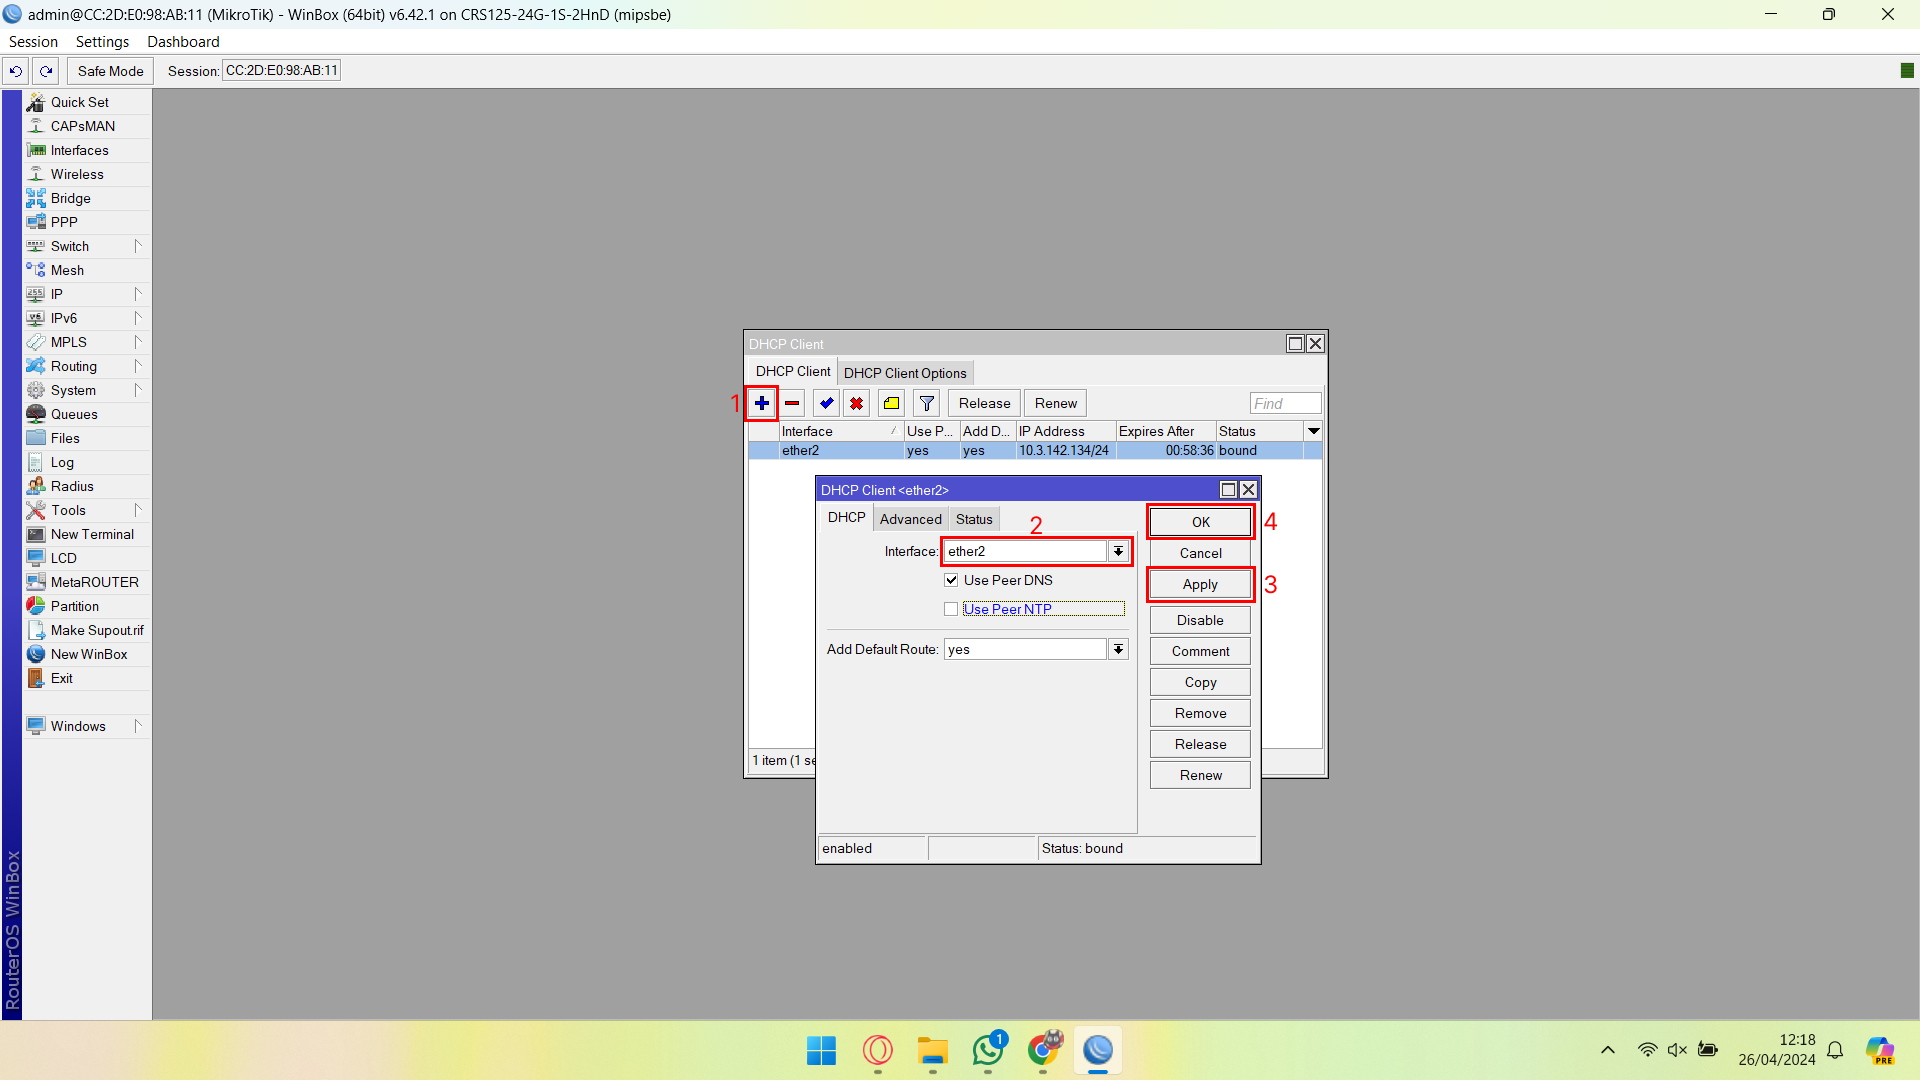 admin@CC:2D:E0:98:AB:11 (MikroTik) - WinBox (64bit) v6.42.1 on CRS125-24G-1S-2HnD (mipsbe)
Session Settings Dashboard
Safe Mode Session: CC:2D:E0:98:AB:11
Quick Set
CAPsMAN
Interfaces
Wireless
Bridge
PPP
Switch
Mesh
IP
IPv6
MPLS
Routing
System
Queues
Files
Log
Radius
Tools
New Terminal
LCD
MetaROUTER
Partition
Make Supout.rif
New WinBox
Exit
Windows
RouterOS WinBox
DHCP Client
DHCP Client DHCP Client Options
1 Release Renew Find
Interface Use P... Add D... IP Address Expires After Status
ether2 yes yes 10.3.142.134/24 00:58:36 bound
1 item (1 se
DHCP Client <ether2>
DHCP Advanced Status
2
Interface: ether2
Use Peer DNS
Use Peer NTP
Add Default Route: yes
OK 4
Cancel
Apply 3
Disable
Comment
Copy
Remove
Release
Renew
enabled Status: bound
1
PRE
12:18
26/04/2024